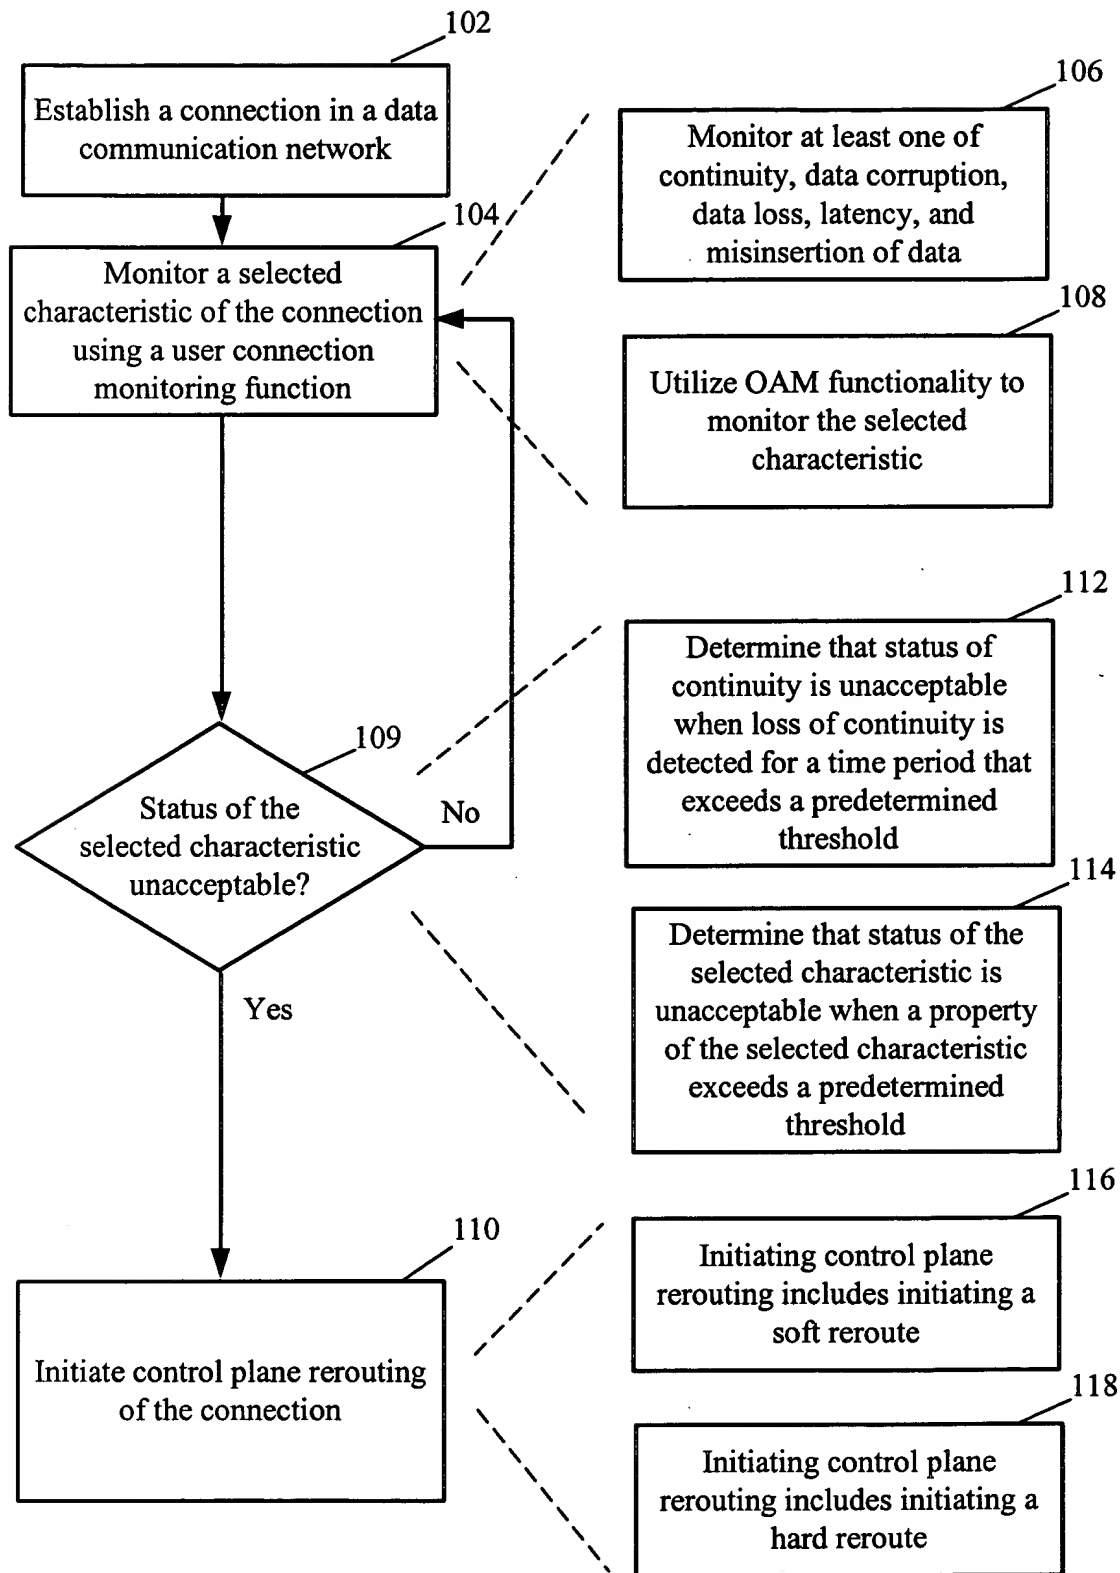 102
Establish a connection in a data
communication network
104
Monitor a selected
characteristic of the connection
using a user connection
monitoring function
106
Monitor at least one of
continuity, data corruption,
data loss, latency, and
misinsertion of data
108
Utilize OAM functionality to
monitor the selected
characteristic
109
Status of the
selected characteristic
unacceptable?
No
Yes
112
Determine that status of
continuity is unacceptable
when loss of continuity is
detected for a time period that
exceeds a predetermined
threshold
114
Determine that status of the
selected characteristic is
unacceptable when a property
of the selected characteristic
exceeds a predetermined
threshold
110
Initiate control plane rerouting
of the connection
116
Initiating control plane
rerouting includes initiating a
soft reroute
118
Initiating control plane
rerouting includes initiating a
hard reroute